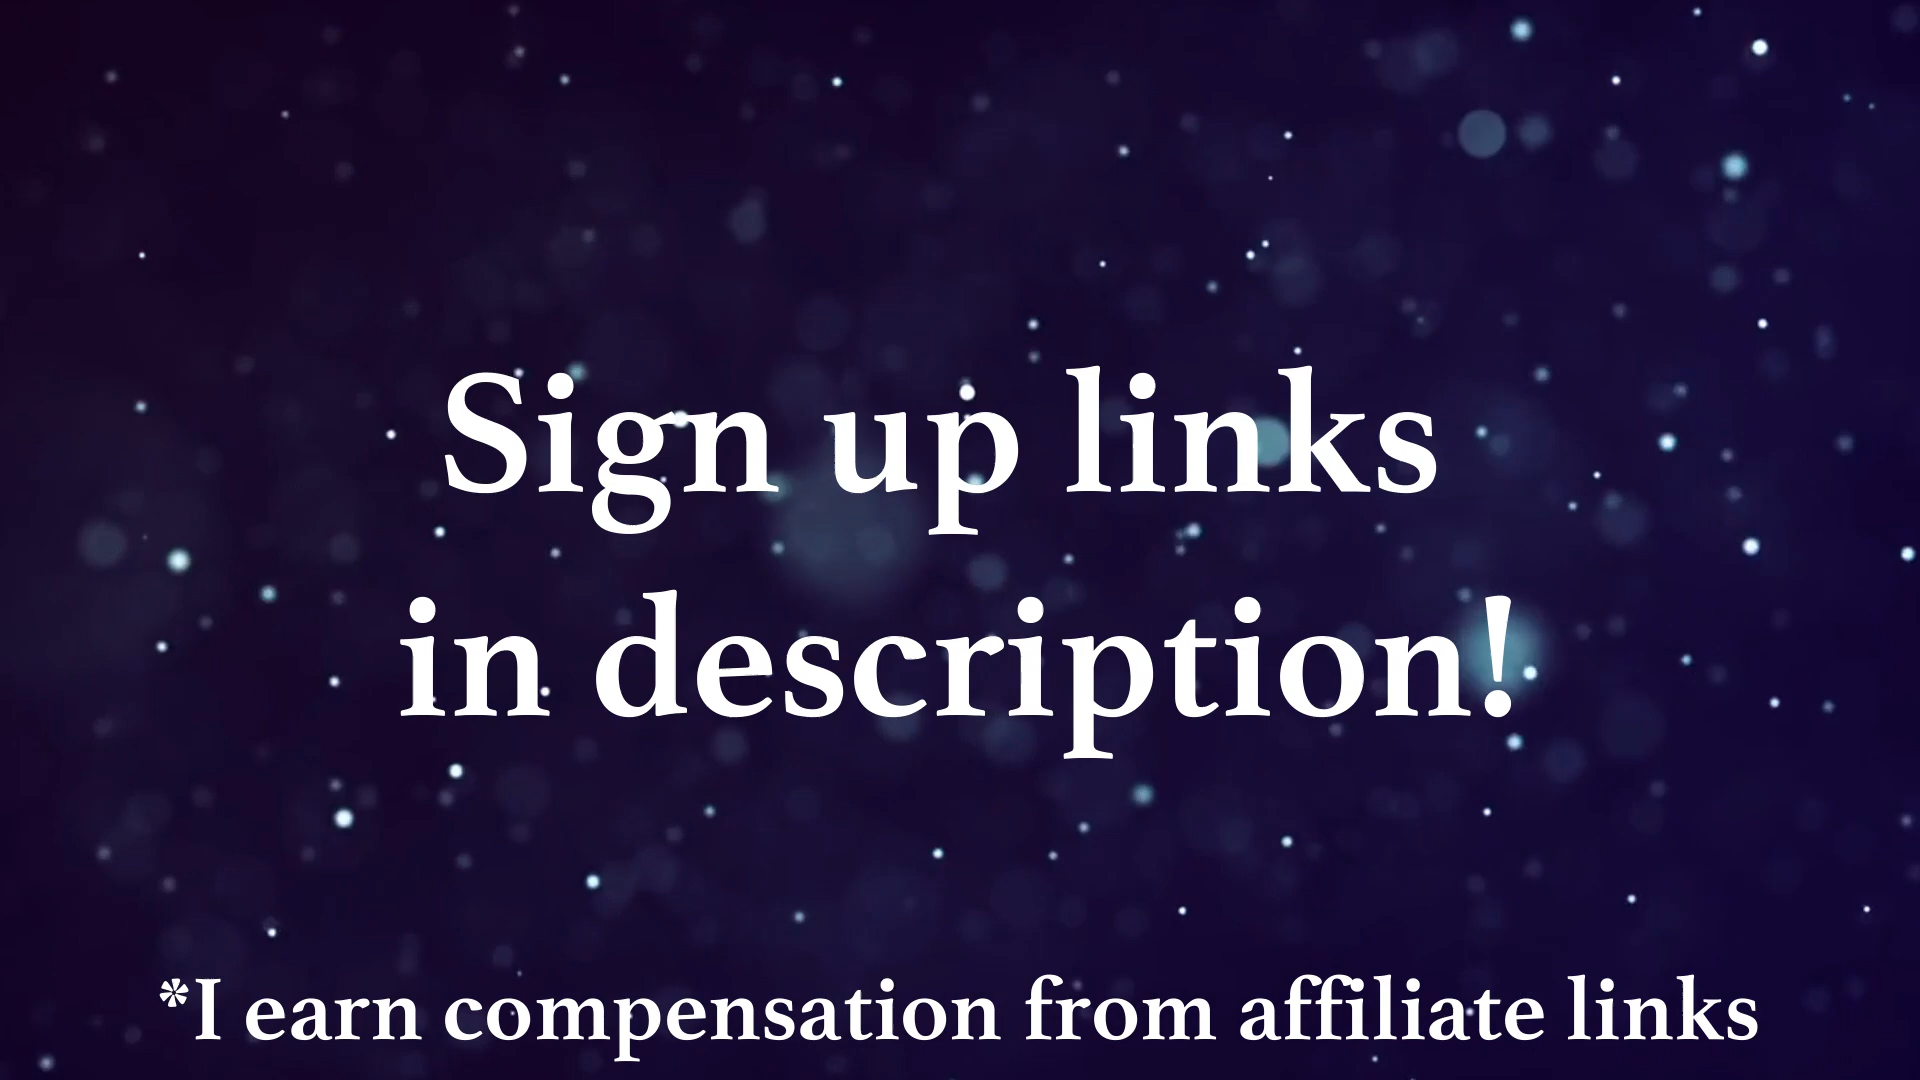 Sign up links
in description!
*I earn compensation from affiliate links